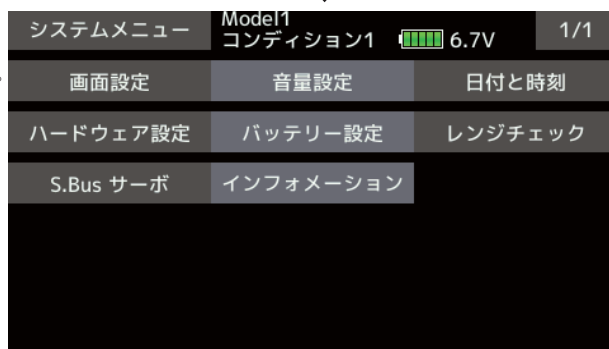 システムメニュー
Model1
コンディション1 6.7V
1/1
画面設定 音量設定 日付と時刻
ハードウェア設定 バッテリー設定 レンジチェック
S.Bus サーボ インフォメーション